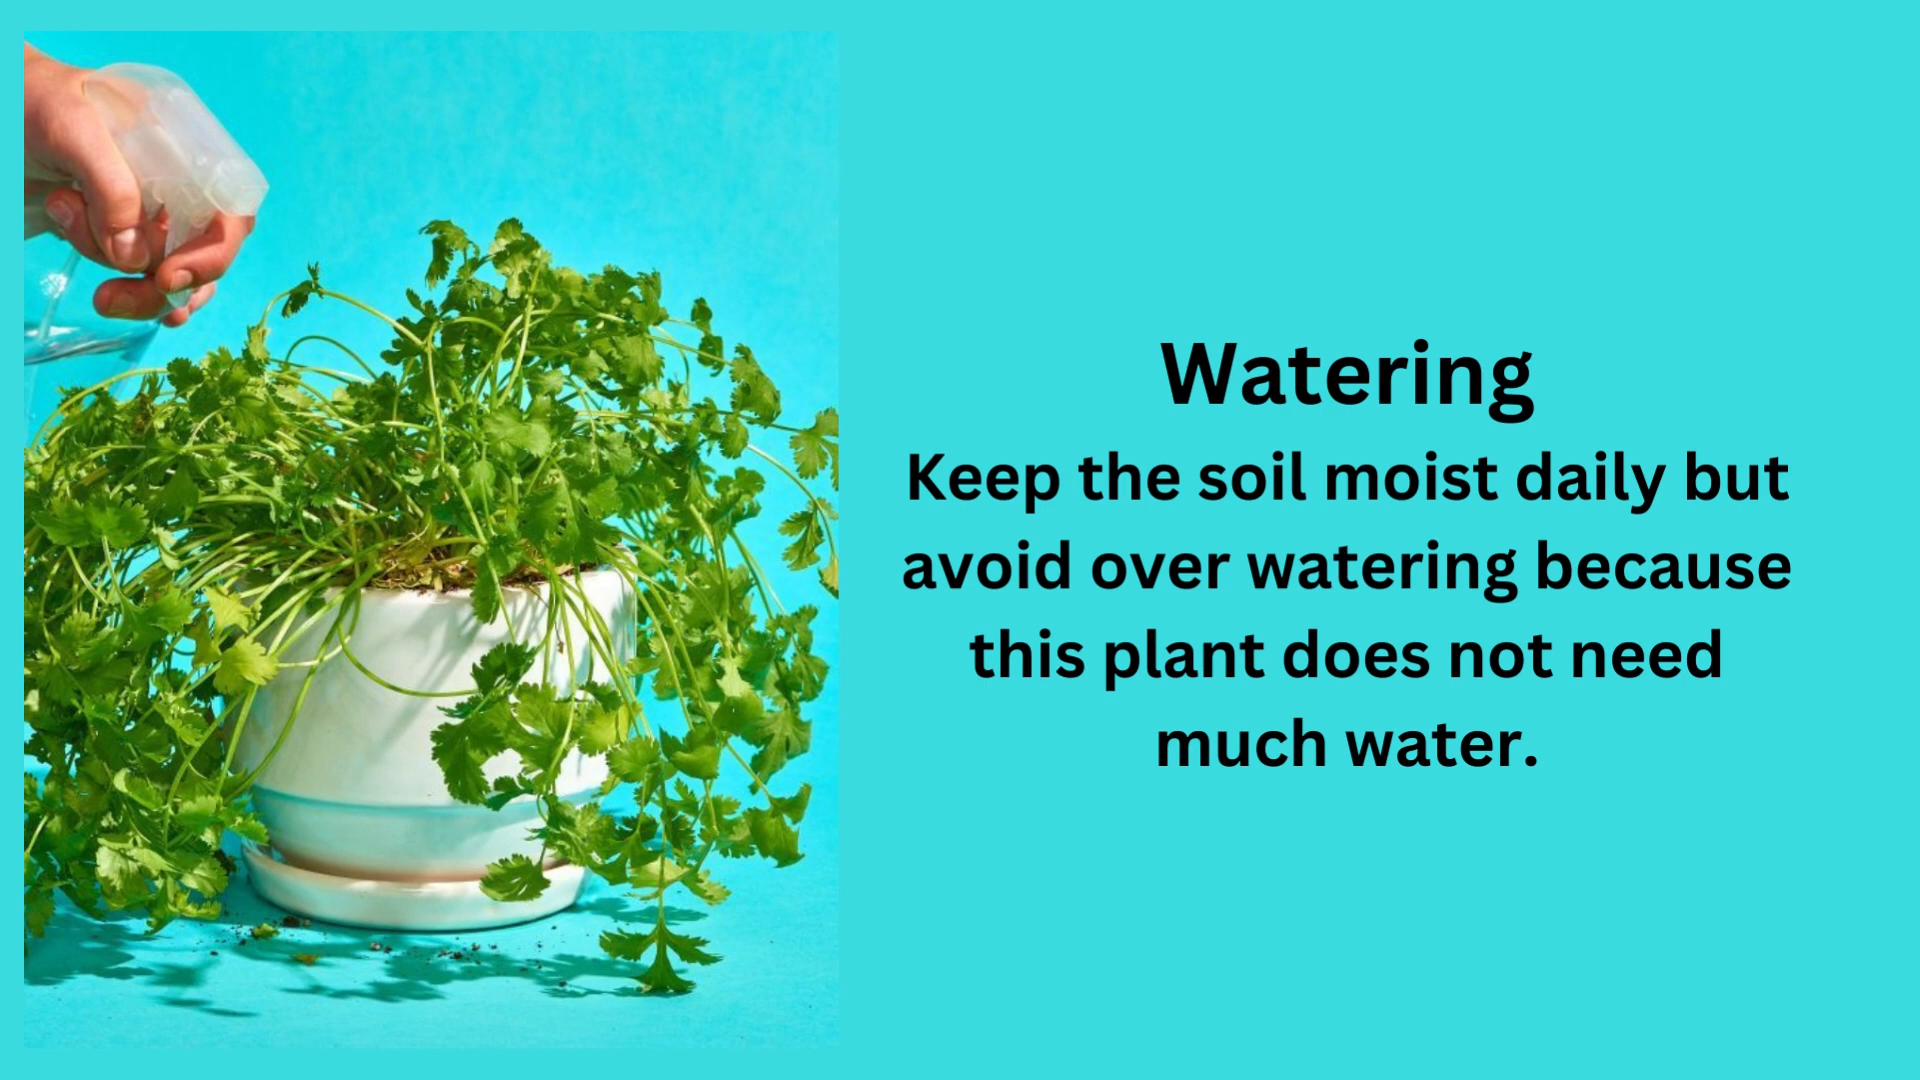 Watering
Keep the soil moist daily but
avoid over watering because
this plant does not need
much water.